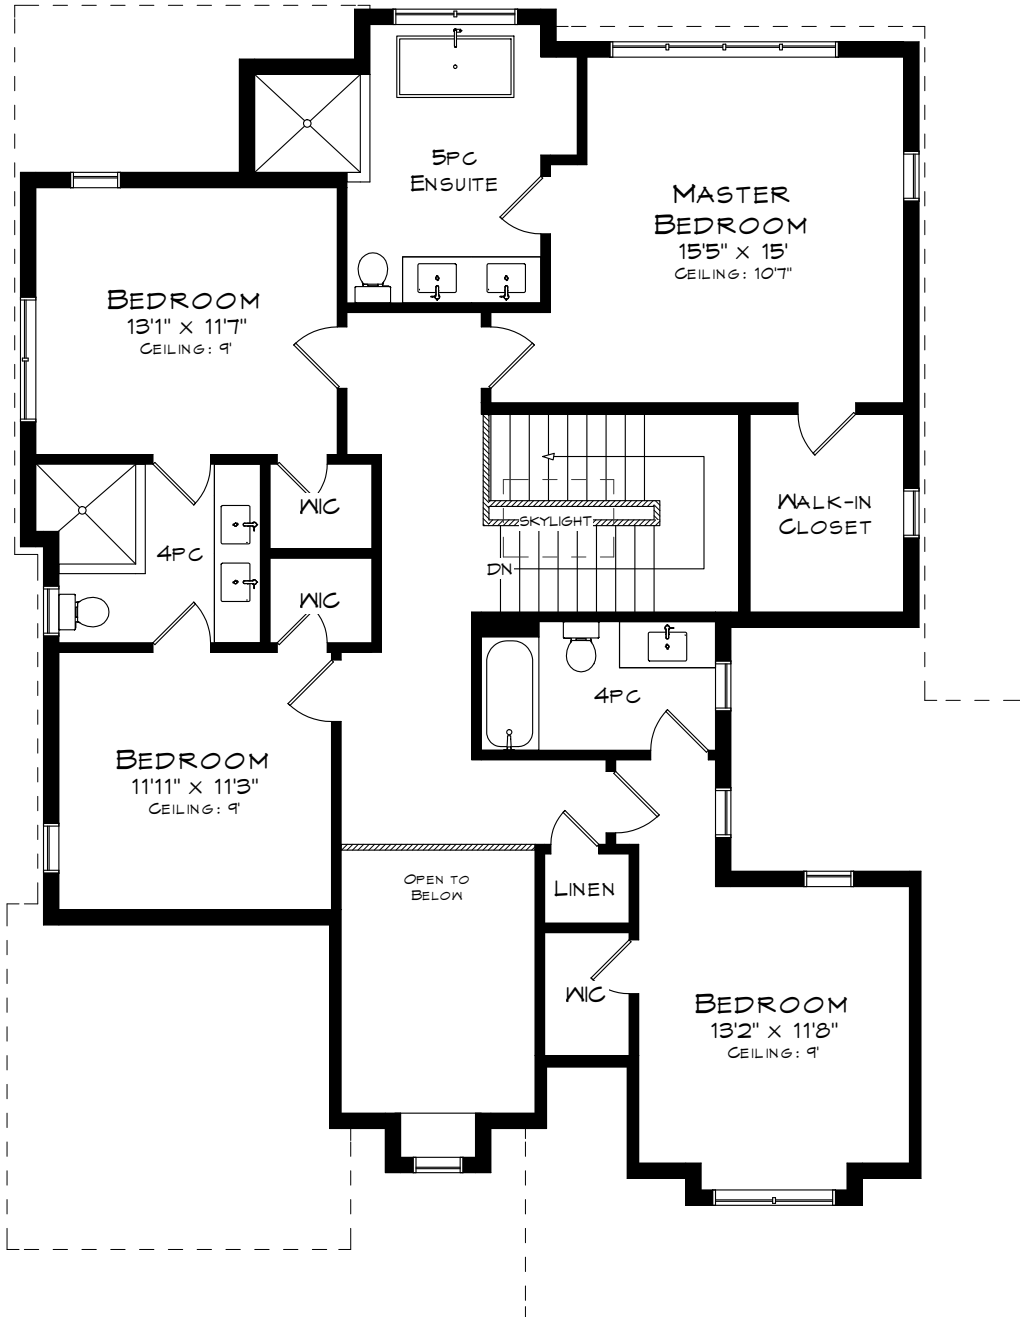 5PC
ENSUITE
MASTER
BEDROOM
15'5" X 15'
CEILING: 10'7"
BEDROOM
13'1" X 11'7"
CEILING: 9'
WIC
WALK-IN
CLOSET
SKYLIGHT
4PC
DN
WIC
4PC
BEDROOM
11'11" X 11'3"
CEILING: 9'
OPEN TO
BELOW
LINEN
WIC
BEDROOM
13'2" X 11'8"
CEILING: 9'